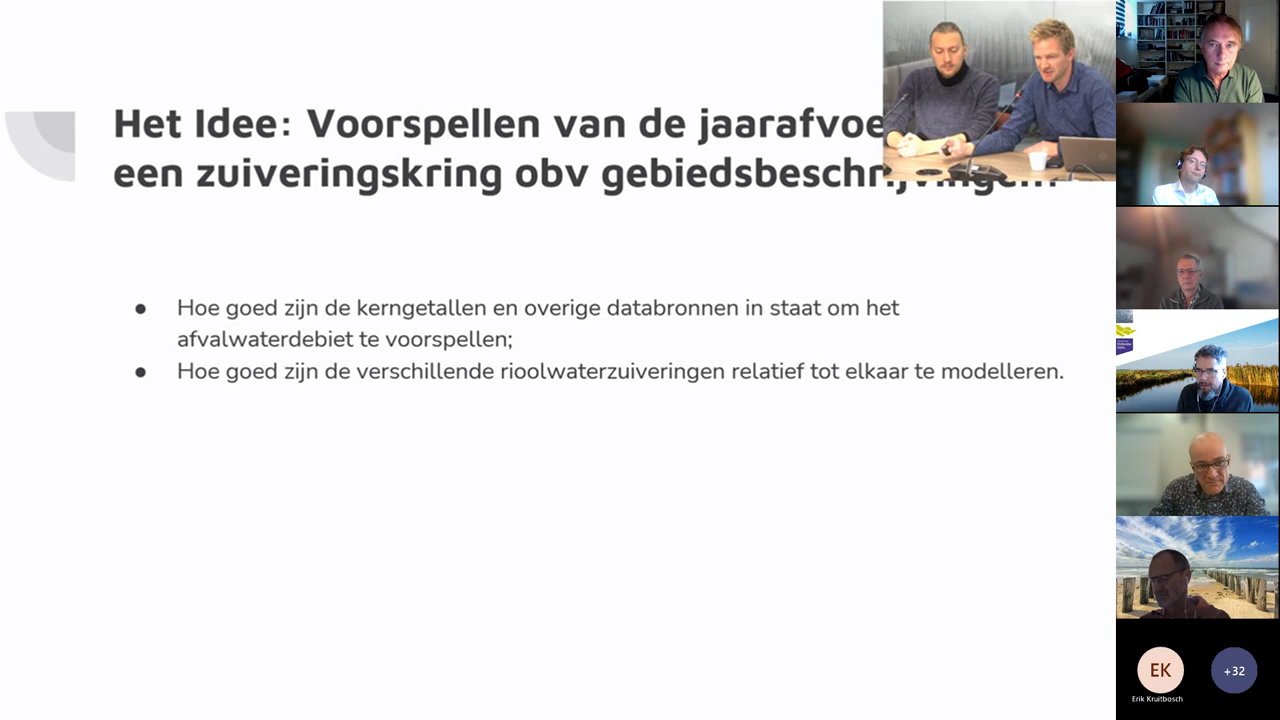 Het Idee: Voorspellen van de jaarafvoe
een zuiveringskring obv gebiedsbeschrijvingen?
● Hoe goed zijn de kerngetallen en overige databronnen in staat om het
afvalwaterdebiet te voorspellen;
● Hoe goed zijn de verschillende rioolwaterzuiveringen relatief tot elkaar te modelleren.
EK
+32
Erik Kruitbosch